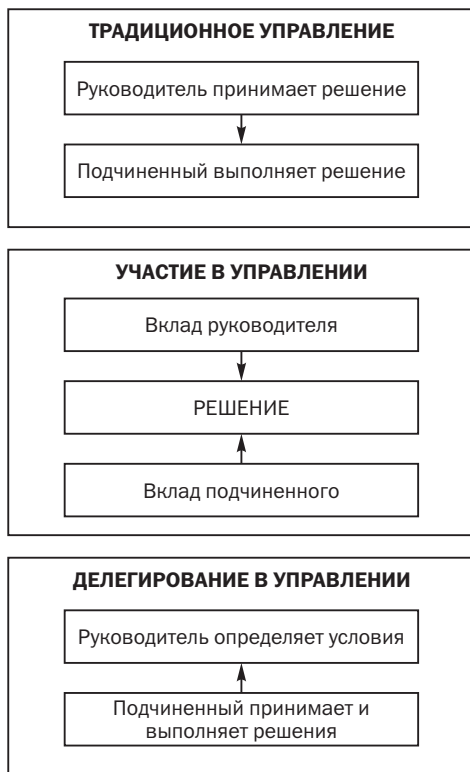 ТРАДИЦИОННОЕ УПРАВЛЕНИЕ
Руководитель принимает решение
Подчиненный выполняет решение
УЧАСТИЕ В УПРАВЛЕНИИ
Вклад руководителя
РЕШЕНИЕ
Вклад подчиненного
ДЕЛЕГИРОВАНИЕ В УПРАВЛЕНИИ
Руководитель определяет условия
Подчиненный принимает и
выполняет решения